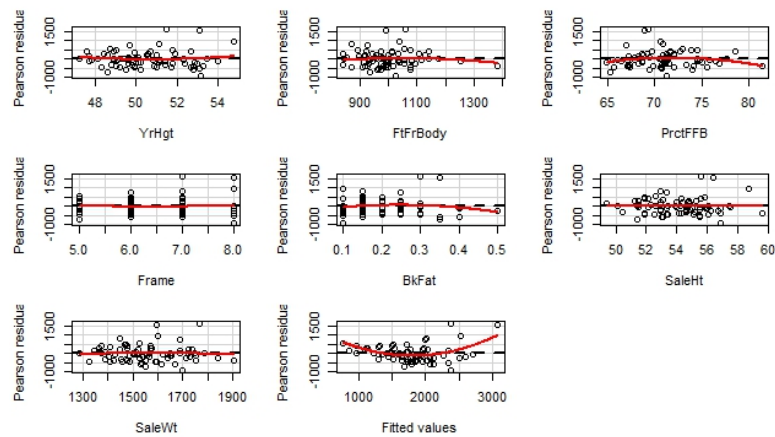 Pearson residua
1500
-1000
48 50 52 54
YrHgt
Pearson residua
1500
-1000
900 1100 1300
FtFrBody
Pearson residua
1500
-1000
65 70 75 80
PrctFFB
Pearson residua
1500
-1000
5.0 6.0 7.0 8.0
Frame
Pearson residua
1500
-1000
0.1 0.2 0.3 0.4 0.5
BkFat
Pearson residua
1500
-1000
50 52 54 56 58 60
SaleHt
Pearson residua
1500
-1000
1300 1500 1700 1900
SaleWt
Pearson residua
1500
-1000
1000 2000 3000
Fitted values